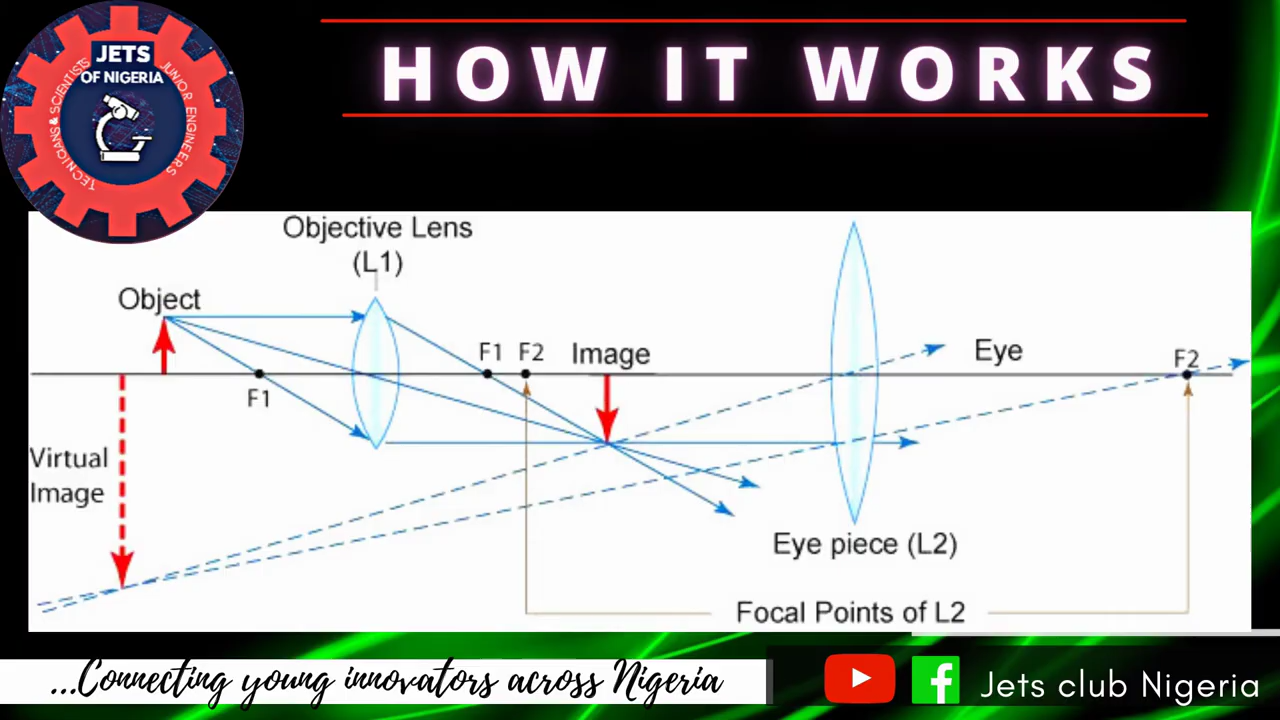 JETS
OF NIGERIA
TECNIGANS & SCIENTISTS
JUNIOR ENGINEERS
HOW IT WORKS
Objective Lens
(L1)
Object
F1
F2
Image
Eye
F2
F1
Virtual
Image
Eye piece (L2)
Focal Points of L2
...Connecting young innovators across Nigeria
Jets club Nigeria